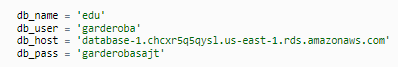 db_name = 'edu'
db_user = 'garderoba'
db_host = 'database-1.chcxr5q5qysl.us-east-1.rds.amazonaws.com'
db_pass = 'garderobasajt'